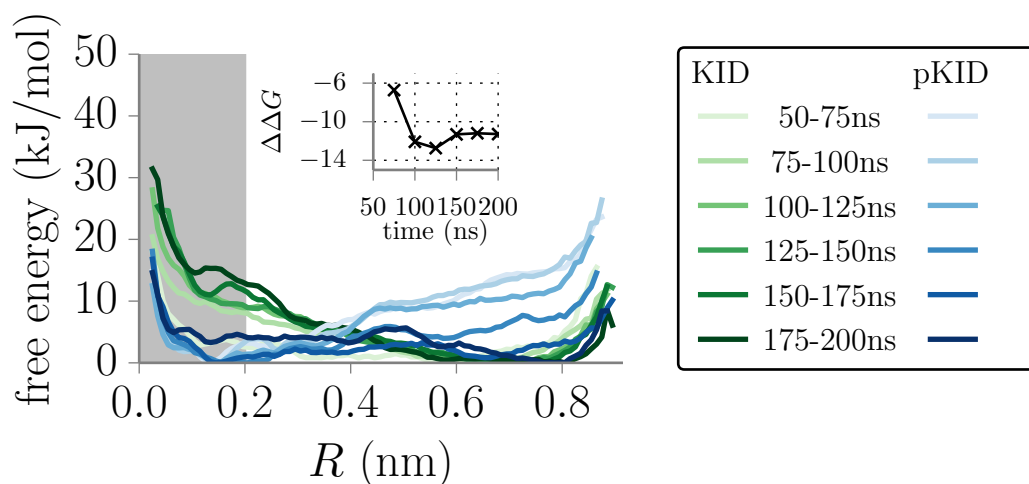 free energy (kJ/mol)
50
40
30
20
10
0
0.0 0.2 0.4 0.6 0.8
R (nm)
ΔΔG
−6
−10
−14
50 100 150 200
time (ns)
KID pKID
50-75ns
75-100ns
100-125ns
125-150ns
150-175ns
175-200ns